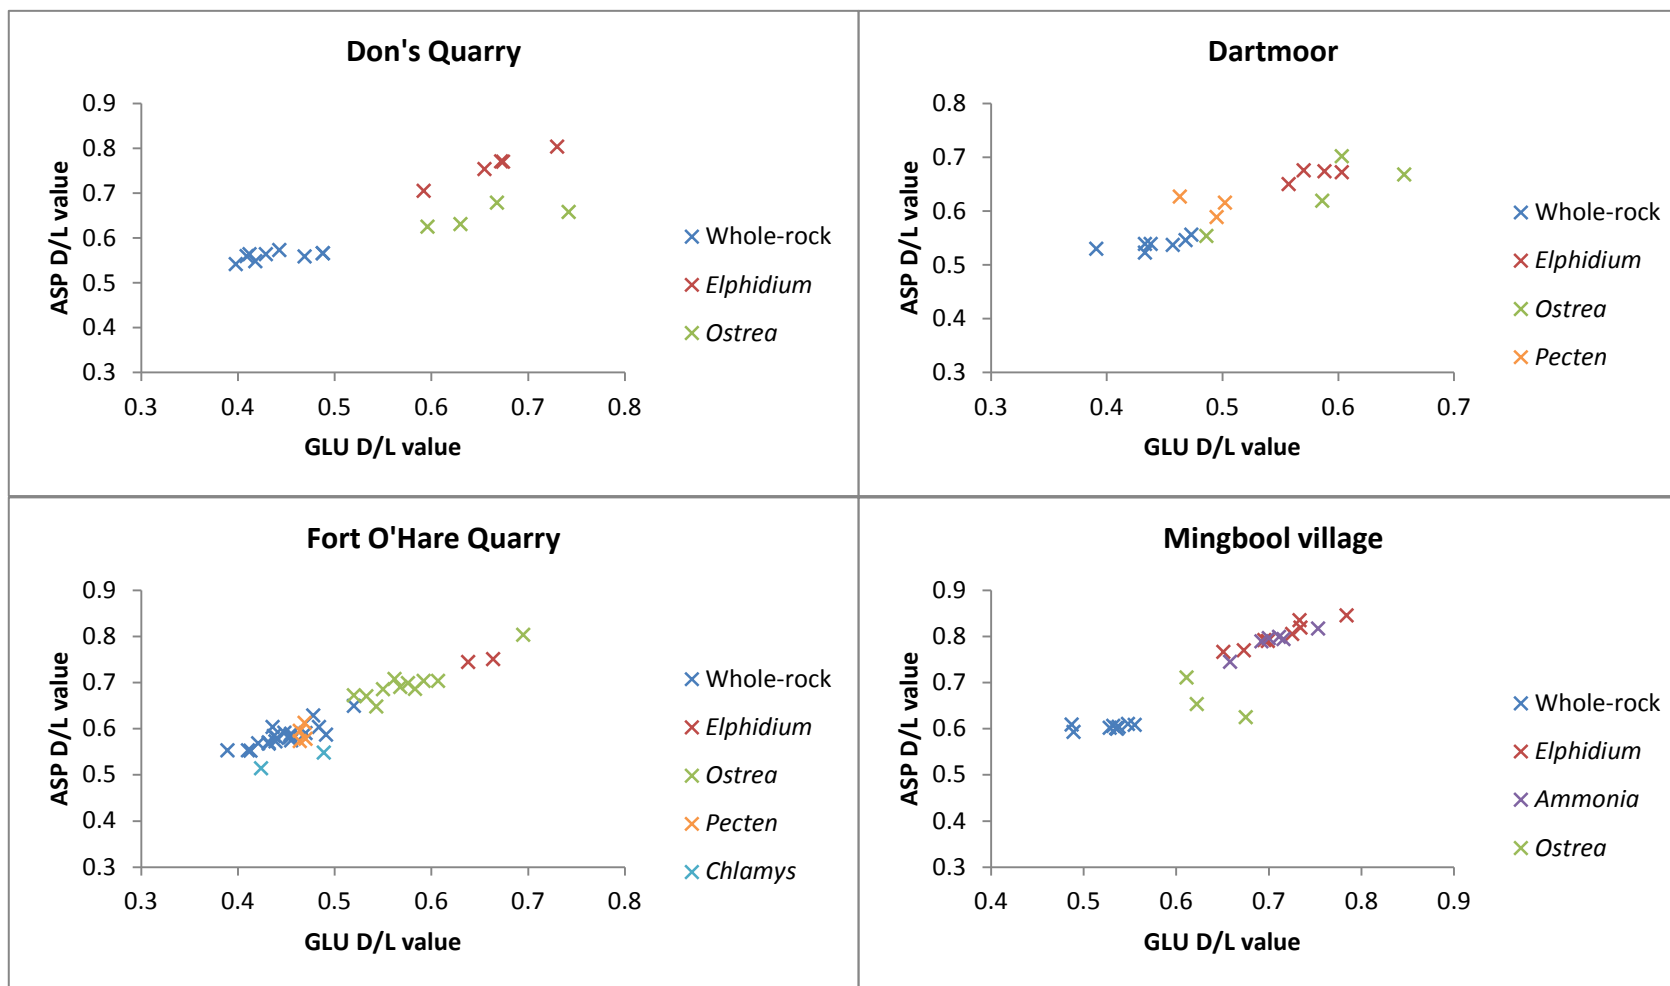 Don's Quarry
0.9
0.8
0.7
0.6
0.5
0.4
0.3
0.3 0.4 0.5 0.6 0.7 0.8
ASP D/L value
GLU D/L value
Whole-rock
Elphidium
Ostrea
Dartmoor
0.8
0.7
0.6
0.5
0.4
0.3
0.3 0.4 0.5 0.6 0.7
ASP D/L value
GLU D/L value
Whole-rock
Elphidium
Ostrea
Pecten
Fort O'Hare Quarry
0.9
0.8
0.7
0.6
0.5
0.4
0.3
0.3 0.4 0.5 0.6 0.7 0.8
ASP D/L value
GLU D/L value
Whole-rock
Elphidium
Ostrea
Pecten
Chlamys
Mingbool village
0.9
0.8
0.7
0.6
0.5
0.4
0.3
0.4 0.5 0.6 0.7 0.8 0.9
ASP D/L value
GLU D/L value
Whole-rock
Elphidium
Ammonia
Ostrea